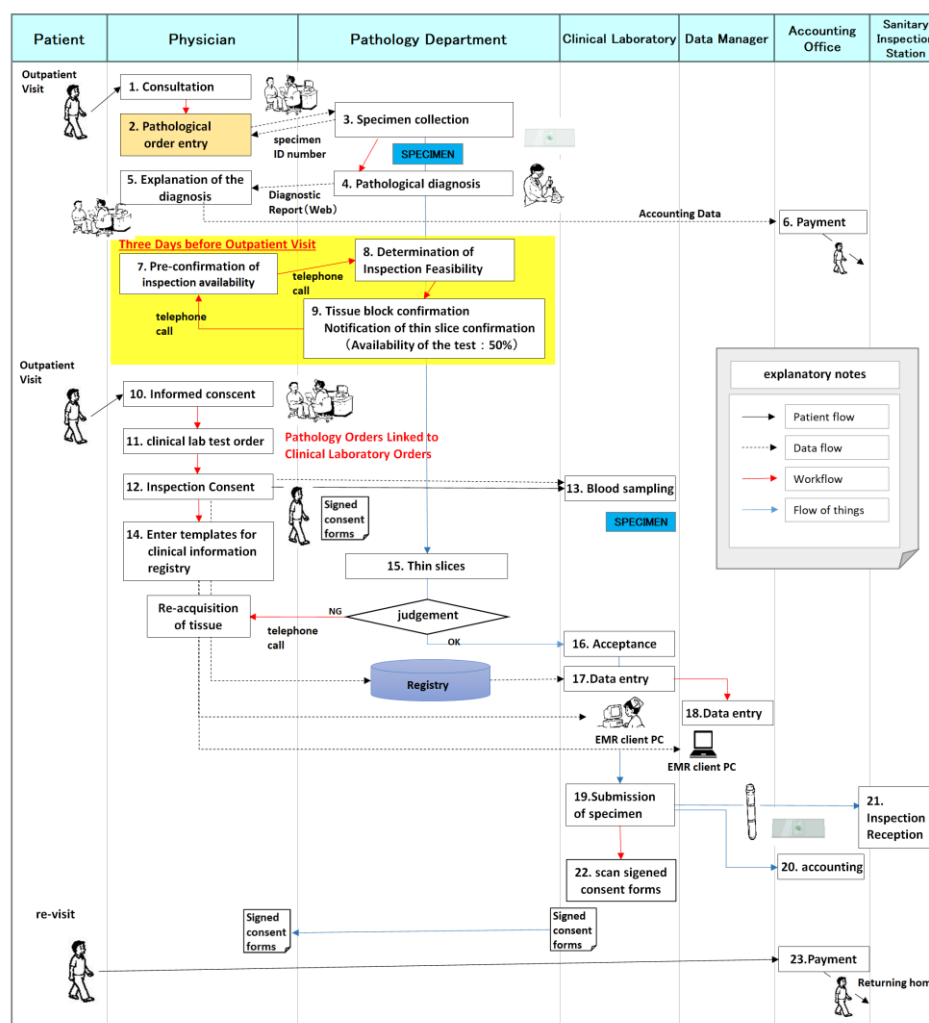 Patient
Physician
Pathology Department
Clinical Laboratory
Data Manager
Accounting
Office
Sanitary
Inspection
Station
Outpatient
Visit
1. Consultation
2. Pathological
order entry
specimen
ID number
3. Specimen collection
SPECIMEN
4. Pathological diagnosis
5. Explanation of the
diagnosis
Diagnostic
Report(Web)
Accounting Data
6. Payment
Three Days before Outpatient Visit
7. Pre-confirmation of
inspection availability
telephone
call
8. Determination of
Inspection Feasibility
telephone
call
9. Tissue block confirmation
Notification of thin slice confirmation
(Availability of the test：50%)
Outpatient
Visit
10. Informed conscent
11. clinical lab test order
Pathology Orders Linked to
Clinical Laboratory Orders
12. Inspection Consent
Signed
consent
forms
13. Blood sampling
SPECIMEN
14. Enter templates for
clinical information
registry
15. Thin slices
Re-acquisition
of tissue
NG
telephone
call
judgement
OK
16. Acceptance
Registry
17.Data entry
18.Data entry
EMR client PC
EMR client PC
19.Submission
of specimen
21.
Inspection
Reception
20. accounting
22. scan sigened
consent forms
re-visit
Signed
consent
forms
Signed
consent
forms
23.Payment
Returning hom
explanatory notes
Patient flow
Data flow
Workflow
Flow of things